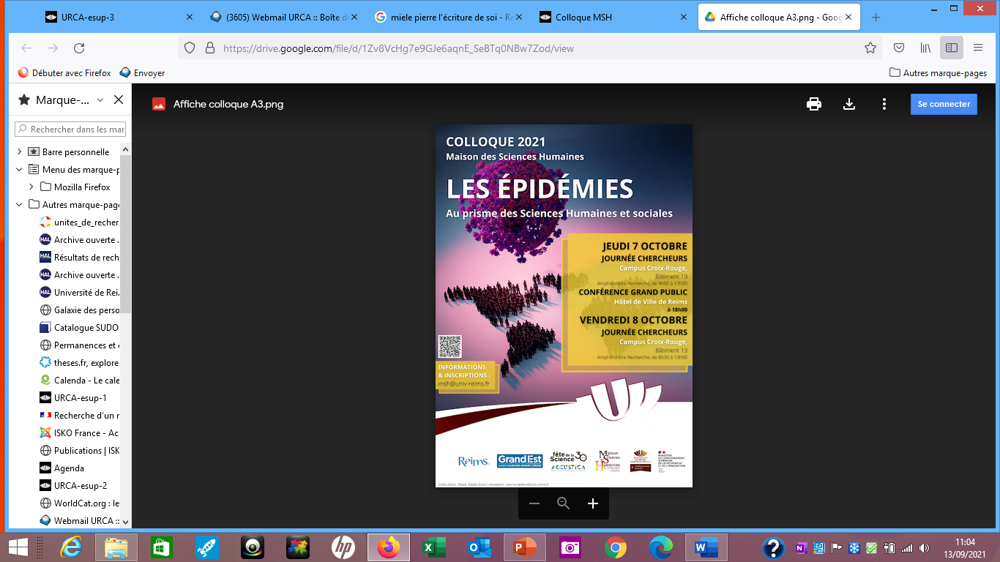 URCA-esup-3
(3605) Webmail URCA :: Boîte d
miele pierre l'écriture de soi - Re
Colloque MSH
Affiche colloque A3.png - Goog
https://drive.google.com/file/d/1Zv8VcHg7e9GJe6aqnE_SeBTq0NBw7Zod/view
Débuter avec Firefox
Envoyer
Autres marque-pages
Marque-...
Rechercher dans les mar
Barre personnelle
Menu des marque-p
Mozilla Firefox
Autres marque-page
unites_de_recher
Archive ouverte .
Résultats de rech
Archive ouverte .
Université de Rei.
Galaxie des perso
Catalogue SUDO
Permanences et c
theses.fr, explore
Calenda - Le cale
URCA-esup-1
Recherche d'un r
ISKO France - Ac
Publications | ISK
Agenda
URCA-esup-2
WorldCat.org : le
Webmail URCA ::
Affiche colloque A3.png
Se connecter
COLLOQUE 2021
Maison des Sciences Humaines
LES ÉPIDÉMIES
Au prisme des Sciences Humaines et sociales
JEUDI 7 OCTOBRE
JOURNÉE CHERCHEURS
Campus Croix-Rouge,
Bâtiment 13
Amphithéâtre Recherche, de 9h00 à 17h00
CONFÉRENCE GRAND PUBLIC
Hôtel de Ville de Reims
à 18h00
VENDREDI 8 OCTOBRE
JOURNÉE CHERCHEURS
Campus Croix-Rouge,
Bâtiment 13
Amphithéâtre Recherche, de 8h30 à 13h00
INFORMATIONS
& INSCRIPTIONS :
msh@univ-reims.fr
Reims
Grand Est
fête de la
Science 30
ACCUSTICA
Maison
Sciences
Humaines
11:04
13/09/2021